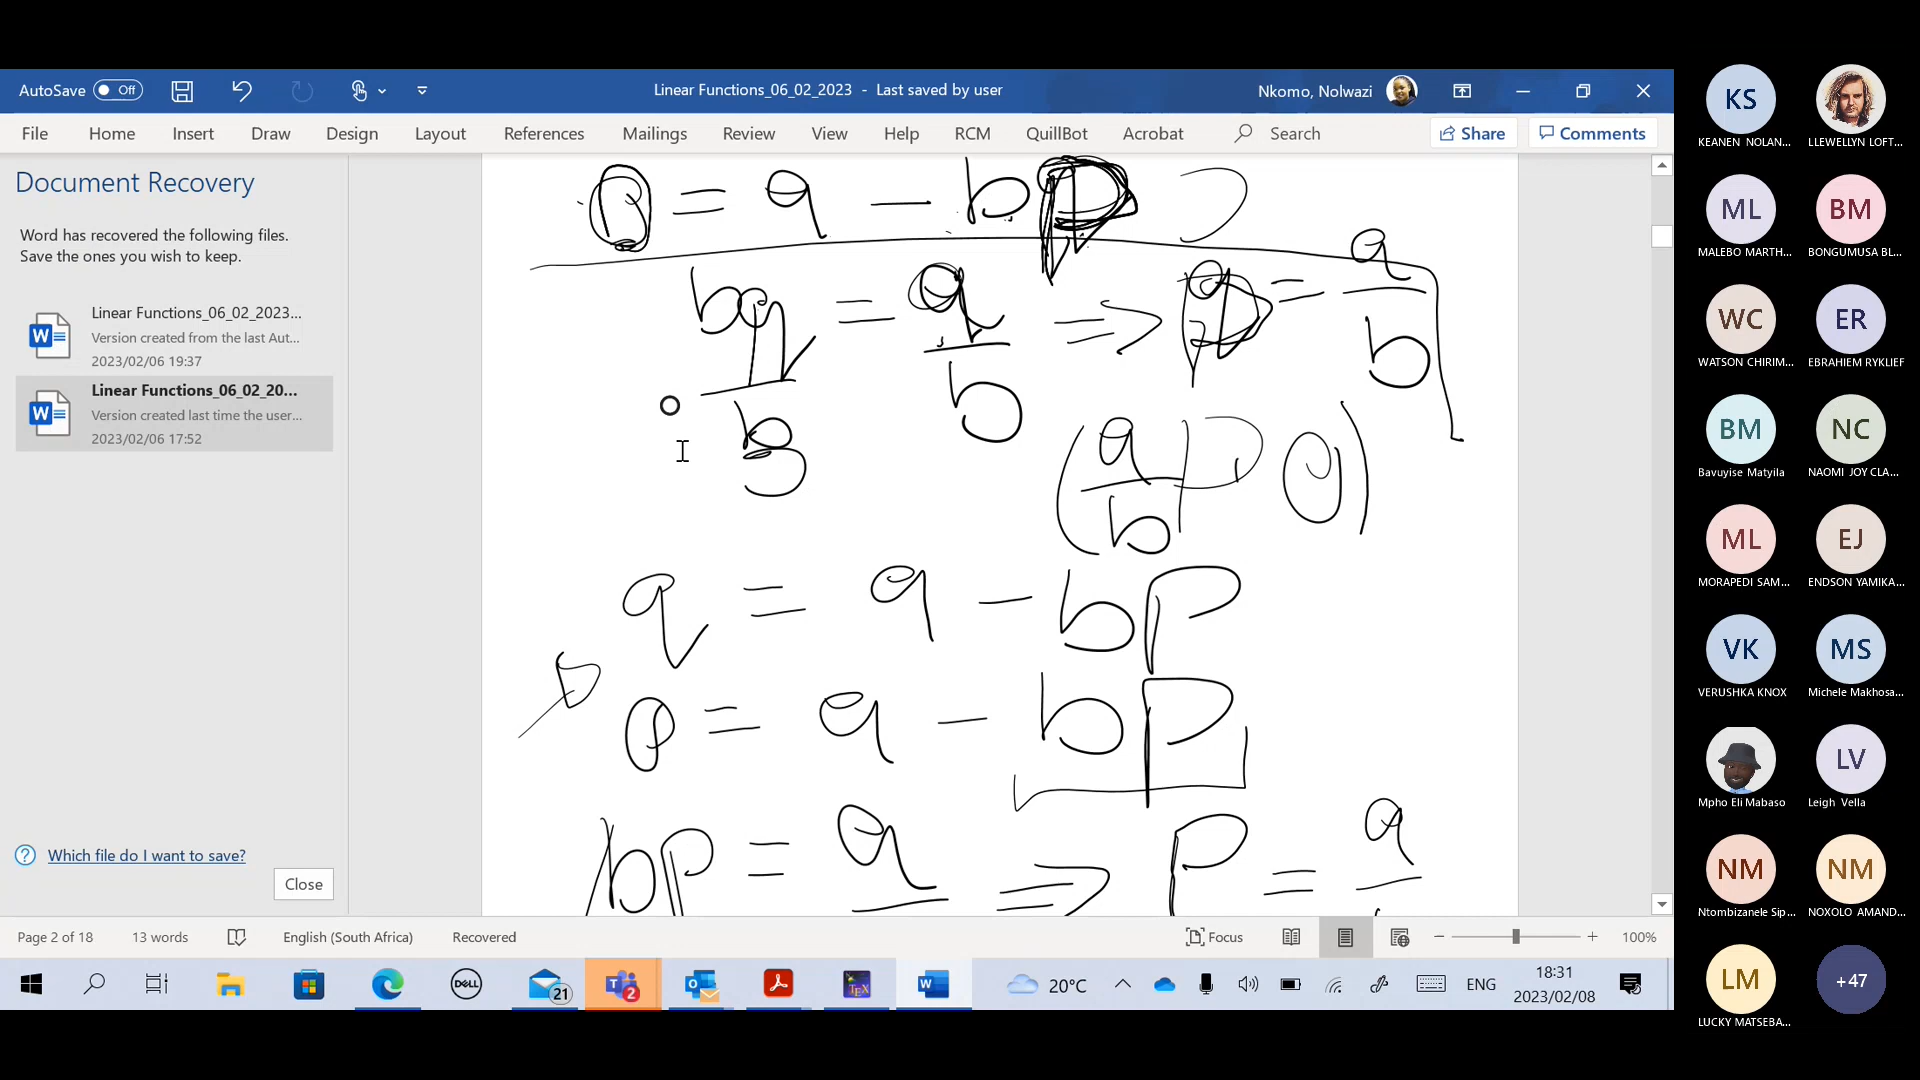 AutoSave Off
Linear Functions_06_02_2023 - Last saved by user
Nkomo, Nolwazi
File Home Insert Draw Design Layout References Mailings Review View Help RCM QuillBot Acrobat Search Share Comments
Document Recovery
Word has recovered the following files.
Save the ones you wish to keep.
Linear Functions_06_02_2023...
Version created from the last Aut...
2023/02/06 19:37
Linear Functions_06_02_20...
Version created last time the user...
2023/02/06 17:52
Which file do I want to save?
Close
0 = a - bP
= a/b => = a/b
(a/b, 0)
q = a - bP
0 = a - bP
bP = a => P = a
Page 2 of 18 13 words English (South Africa) Recovered Focus 100%
DELL 21 T 2 TEX W 20°C ENG 18:31
2023/02/08
KS
KEANEN NOLAN...
LLEWELLYN LOFT...
ML
MALEBO MARTH...
BM
BONGUMUSA BL...
WC
WATSON CHIRIM...
ER
EBRAHIEM RYKLIEF
BM
Bavuyise Matyila
NC
NAOMI JOY CLA...
ML
MORAPEDI SAM...
EJ
ENDSON YAMIKA...
VK
VERUSHKA KNOX
MS
Michele Makhosa...
Mpho Eli Mabaso
LV
Leigh Vella
NM
Ntombizanele Sip...
NM
NOXOLO AMAND...
LM
LUCKY MATSEBA...
+47